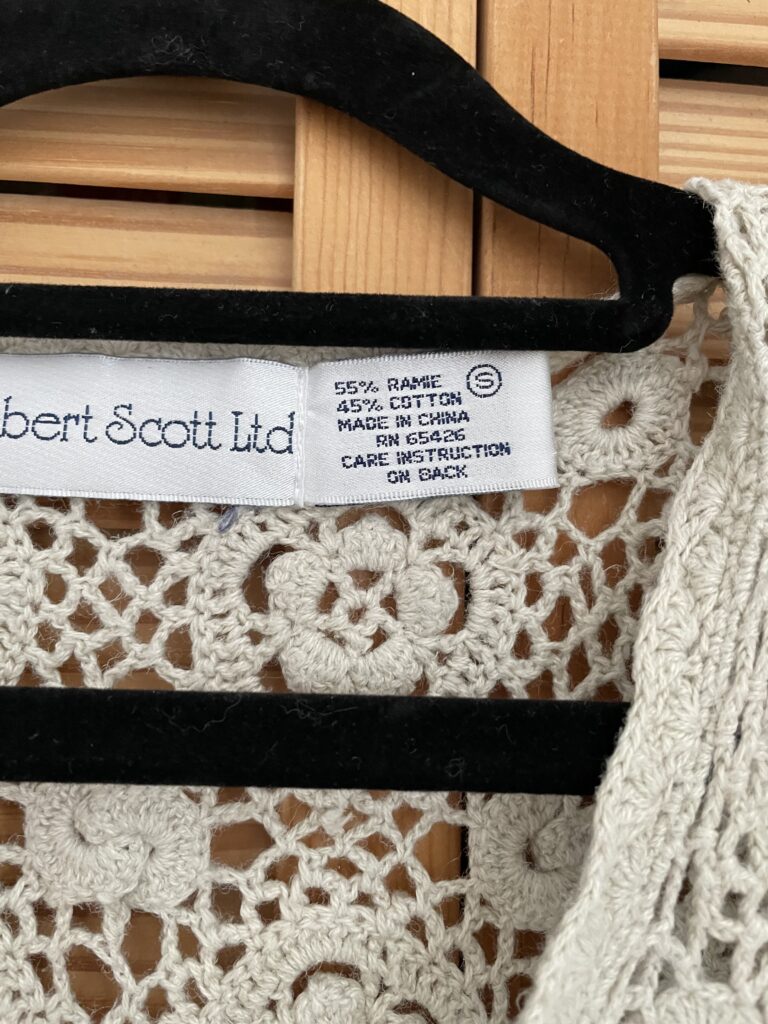 bert Scott Ltd
55% RAMIE
45% COTTON
MADE IN CHINA
RN 65426
CARE INSTRUCTION
ON BACK
S